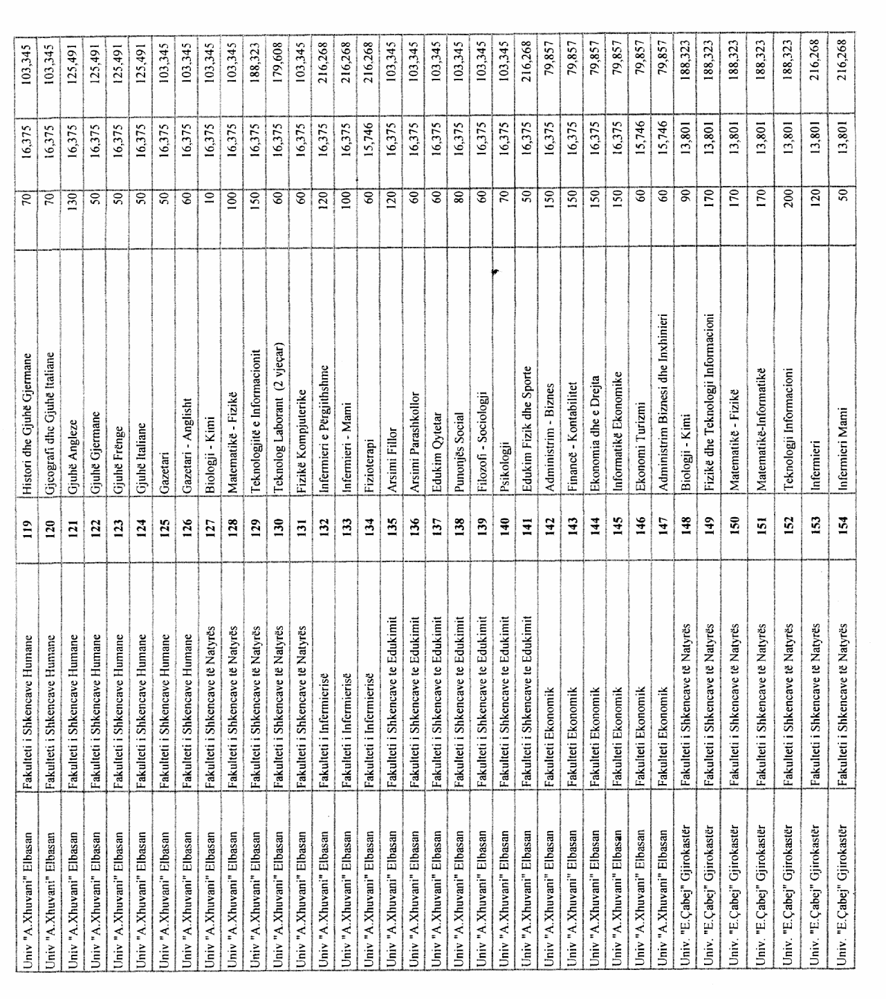 Univ "A.Xhuvani" Elbasan Fakulteti i Shkencave Humane 119 Histori dhe Gjuhë Gjermane 70 16,375 103,345
Univ "A.Xhuvani" Elbasan Fakulteti i Shkencave Humane 120 Gjeografi dhe Gjuhë Italiane 70 16,375 103,345
Univ "A.Xhuvani" Elbasan Fakulteti i Shkencave Humane 121 Gjuhë Angleze 130 16,375 125,491
Univ "A.Xhuvani" Elbasan Fakulteti i Shkencave Humane 122 Gjuhë Gjermane 50 16,375 125,491
Univ "A.Xhuvani" Elbasan Fakulteti i Shkencave Humane 123 Gjuhë Frënge 50 16,375 125,491
Univ "A.Xhuvani" Elbasan Fakulteti i Shkencave Humane 124 Gjuhë Italiane 50 16,375 125,491
Univ "A.Xhuvani" Elbasan Fakulteti i Shkencave Humane 125 Gazetari 50 16,375 103,345
Univ "A.Xhuvani" Elbasan Fakulteti i Shkencave Humane 126 Gazetari - Anglisht 60 16,375 103,345
Univ "A.Xhuvani" Elbasan Fakulteti i Shkencave të Natyrës 127 Biologji - Kimi 10 16,375 103,345
Univ "A.Xhuvani" Elbasan Fakulteti i Shkencave të Natyrës 128 Matematikë - Fizikë 100 16,375 103,345
Univ "A.Xhuvani" Elbasan Fakulteti i Shkencave të Natyrës 129 Teknologjitë e Informacionit 150 16,375 188,323
Univ "A.Xhuvani" Elbasan Fakulteti i Shkencave të Natyrës 130 Teknolog Laborant (2 vjeçar) 60 16,375 179,608
Univ "A.Xhuvani" Elbasan Fakulteti i Shkencave të Natyrës 131 Fizikë Kompjuterike 60 16,375 103,345
Univ "A.Xhuvani" Elbasan Fakulteti i Infermierisë 132 Infermieri e Përgjithshme 120 16,375 216,268
Univ "A.Xhuvani" Elbasan Fakulteti i Infermierisë 133 Infermieri - Mami 100 16,375 216,268
Univ "A.Xhuvani" Elbasan Fakulteti i Infermierisë 134 Fizioterapi 60 15,746 216,268
Univ "A.Xhuvani" Elbasan Fakulteti i Shkencave te Edukimit 135 Arsimi Fillor 120 16,375 103,345
Univ "A.Xhuvani" Elbasan Fakulteti i Shkencave te Edukimit 136 Arsimi Parashkollor 60 16,375 103,345
Univ "A.Xhuvani" Elbasan Fakulteti i Shkencave te Edukimit 137 Edukim Qytetar 60 16,375 103,345
Univ "A.Xhuvani" Elbasan Fakulteti i Shkencave te Edukimit 138 Punonjës Social 80 16,375 103,345
Univ "A.Xhuvani" Elbasan Fakulteti i Shkencave te Edukimit 139 Filozofi - Sociologji 60 16,375 103,345
Univ "A.Xhuvani" Elbasan Fakulteti i Shkencave te Edukimit 140 Psikologji 70 16,375 103,345
Univ "A.Xhuvani" Elbasan Fakulteti i Shkencave te Edukimit 141 Edukim Fizik dhe Sporte 50 16,375 216,268
Univ "A.Xhuvani" Elbasan Fakulteti Ekonomik 142 Administrim - Biznes 150 16,375 79,857
Univ "A.Xhuvani" Elbasan Fakulteti Ekonomik 143 Financë - Kontabilitet 150 16,375 79,857
Univ "A.Xhuvani" Elbasan Fakulteti Ekonomik 144 Ekonomia dhe e Drejta 150 16,375 79,857
Univ "A.Xhuvani" Elbasan Fakulteti Ekonomik 145 Informatikë Ekonomike 150 16,375 79,857
Univ "A.Xhuvani" Elbasan Fakulteti Ekonomik 146 Ekonomi Turizmi 60 15,746 79,857
Univ "A.Xhuvani" Elbasan Fakulteti Ekonomik 147 Administrim Biznesi dhe Inxhinieri 60 15,746 79,857
Univ. "E.Çabej" Gjirokastër Fakulteti i Shkencave të Natyrës 148 Biologji - Kimi 90 13,801 188,323
Univ. "E.Çabej" Gjirokastër Fakulteti i Shkencave të Natyrës 149 Fizikë dhe Teknologji Informacioni 170 13,801 188,323
Univ. "E.Çabej" Gjirokastër Fakulteti i Shkencave të Natyrës 150 Matematikë - Fizikë 170 13,801 188,323
Univ. "E.Çabej" Gjirokastër Fakulteti i Shkencave të Natyrës 151 Matematikë-Informatikë 170 13,801 188,323
Univ. "E.Çabej" Gjirokastër Fakulteti i Shkencave të Natyrës 152 Teknologji Informacioni 200 13,801 188,323
Univ. "E.Çabej" Gjirokastër Fakulteti i Shkencave të Natyrës 153 Infermieri 120 13,801 216,268
Univ. "E.Çabej" Gjirokastër Fakulteti i Shkencave të Natyrës 154 Infermieri Mami 50 13,801 216,268